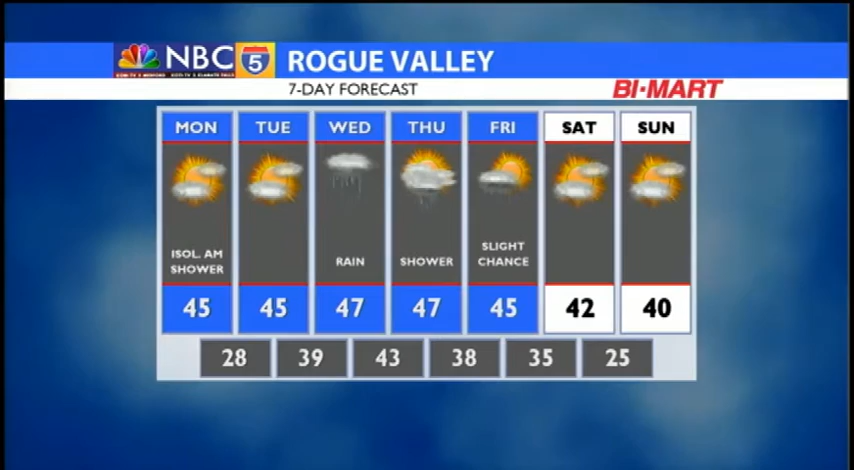 NBC 5 ROGUE VALLEY
7-DAY FORECAST BI-MART
MON TUE WED THU FRI SAT SUN
ISOL. AM
SHOWER
RAIN
SHOWER
SLIGHT
CHANCE
45 45 47 47 45 42 40
28 39 43 38 35 25